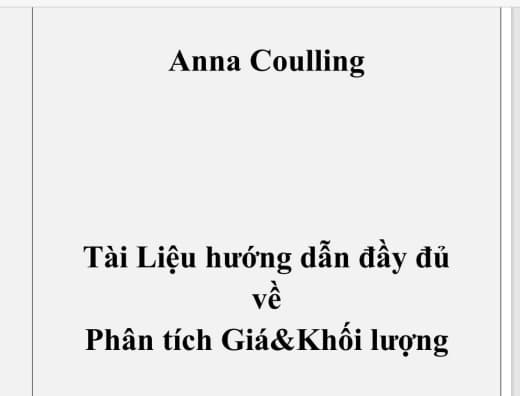 Anna Coulling
Tài Liệu hướng dẫn đầy đủ
về
Phân tích Giá&Khối lượng